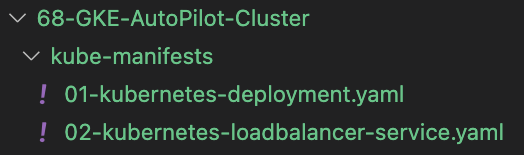 68-GKE-AutoPilot-Cluster
kube-manifests
! 01-kubernetes-deployment.yaml
! 02-kubernetes-loadbalancer-service.yaml